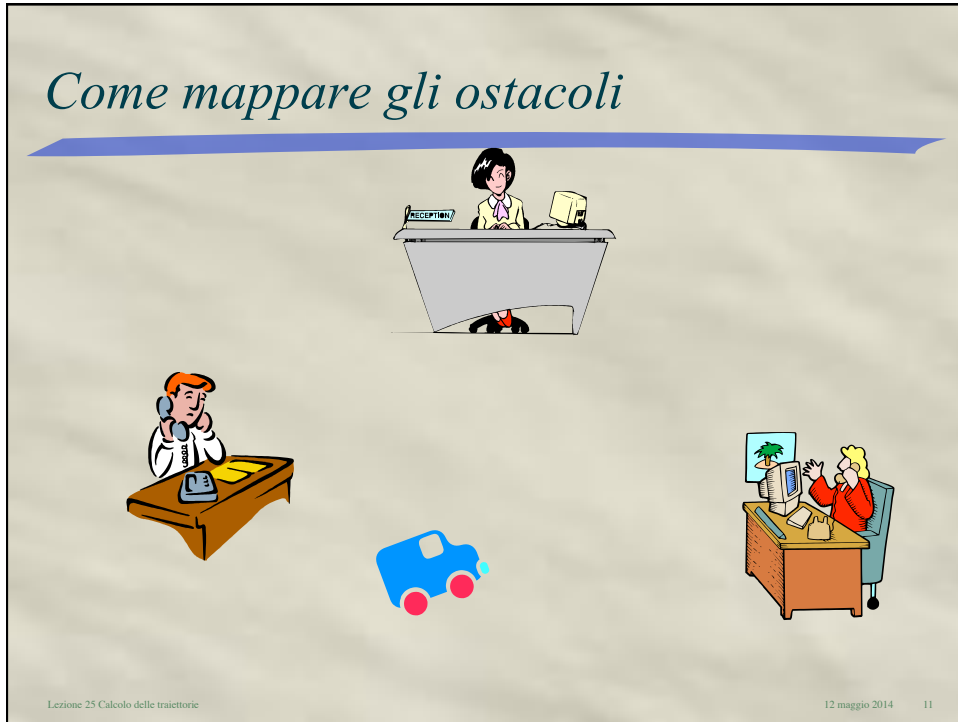 Come mappare gli ostacoli
RECEPTION
Lezione 25 Calcolo delle traiettorie
12 maggio 2014
11